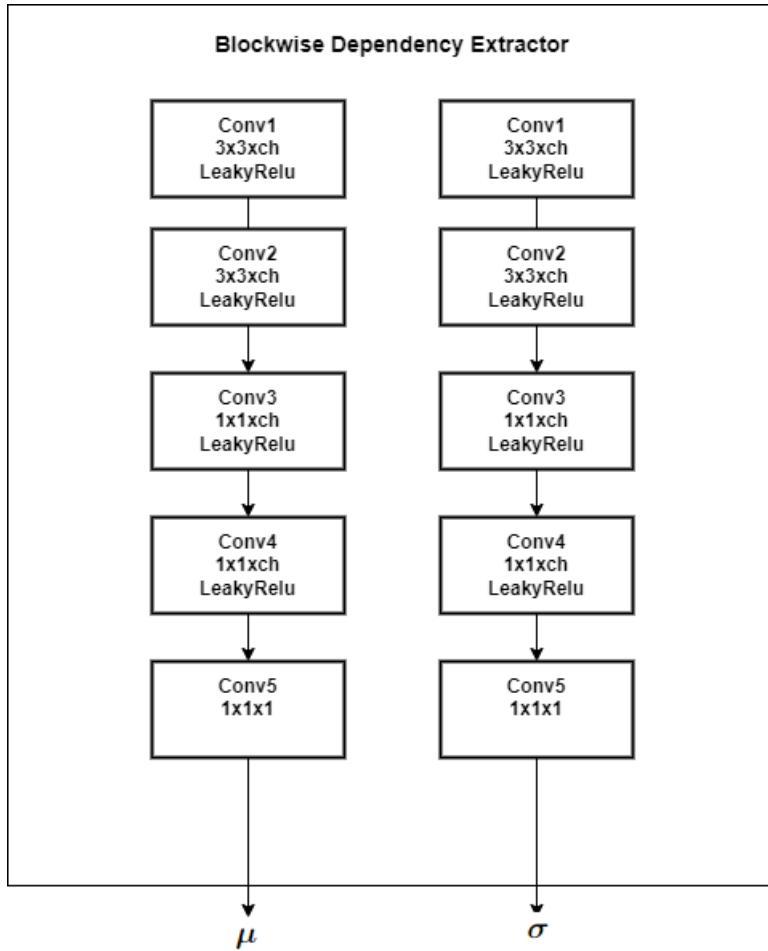 Blockwise Dependency Extractor
Conv1
3x3xch
LeakyRelu
Conv2
3x3xch
LeakyRelu
Conv3
1x1xch
LeakyRelu
Conv4
1x1xch
LeakyRelu
Conv5
1x1x1
μ
Conv1
3x3xch
LeakyRelu
Conv2
3x3xch
LeakyRelu
Conv3
1x1xch
LeakyRelu
Conv4
1x1xch
LeakyRelu
Conv5
1x1x1
σ